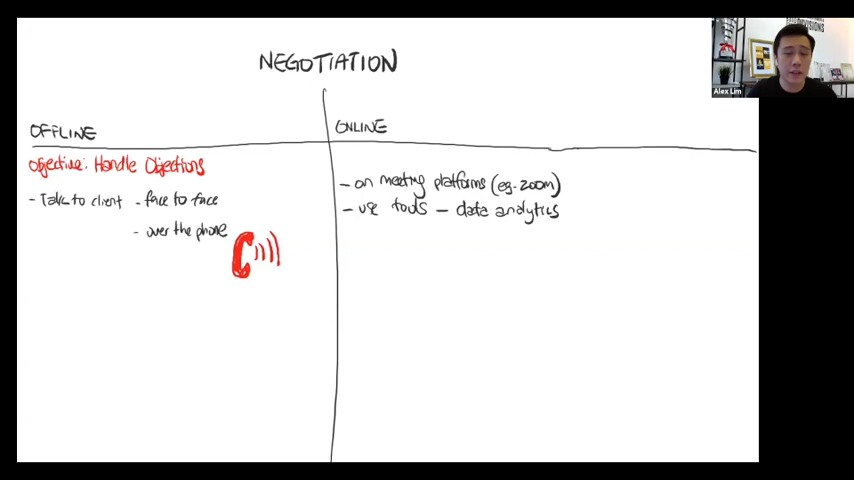 NEGOTIATION
OFFLINE
ONLINE
Objective: Handle Objections
- Talk to client - face to face
- over the phone
- on meeting platforms (eg. zoom)
- use tools - data analytics
Alex Lim